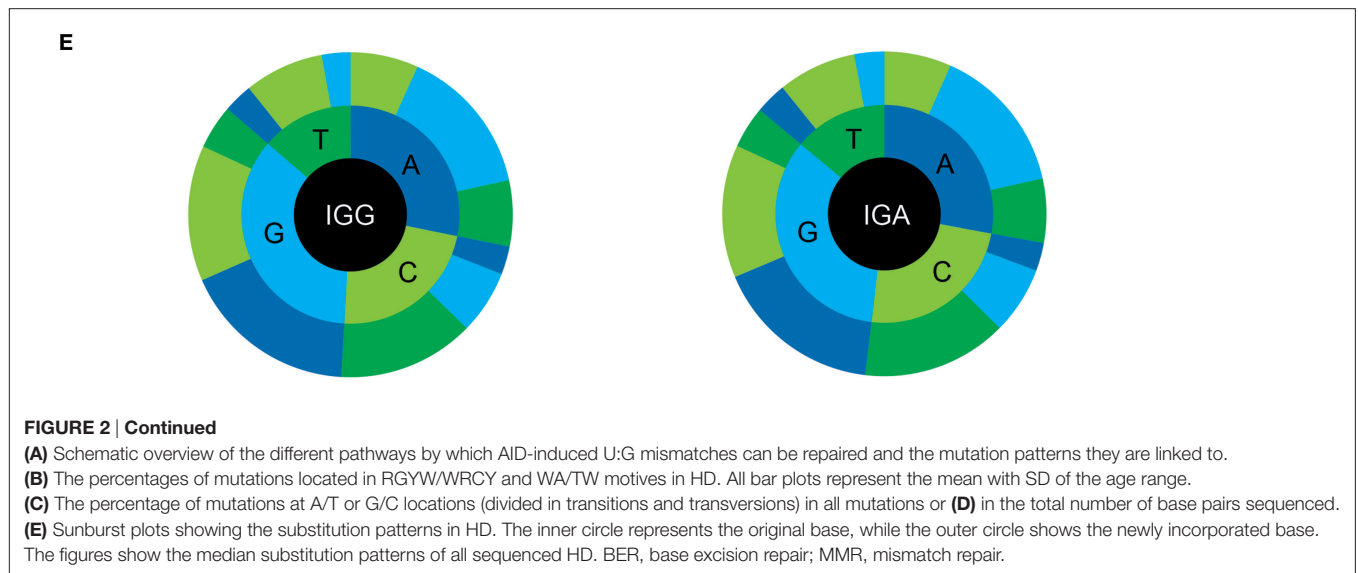 E
IGG
A
C
G
T
IGA
A
C
G
T
FIGURE 2 | Continued
(A) Schematic overview of the different pathways by which AID-induced U:G mismatches can be repaired and the mutation patterns they are linked to.
(B) The percentages of mutations located in RGYW/WRCY and WA/TW motives in HD. All bar plots represent the mean with SD of the age range.
(C) The percentage of mutations at A/T or G/C locations (divided in transitions and transversions) in all mutations or (D) in the total number of base pairs sequenced.
(E) Sunburst plots showing the substitution patterns in HD. The inner circle represents the original base, while the outer circle shows the newly incorporated base.
The figures show the median substitution patterns of all sequenced HD. BER, base excision repair; MMR, mismatch repair.